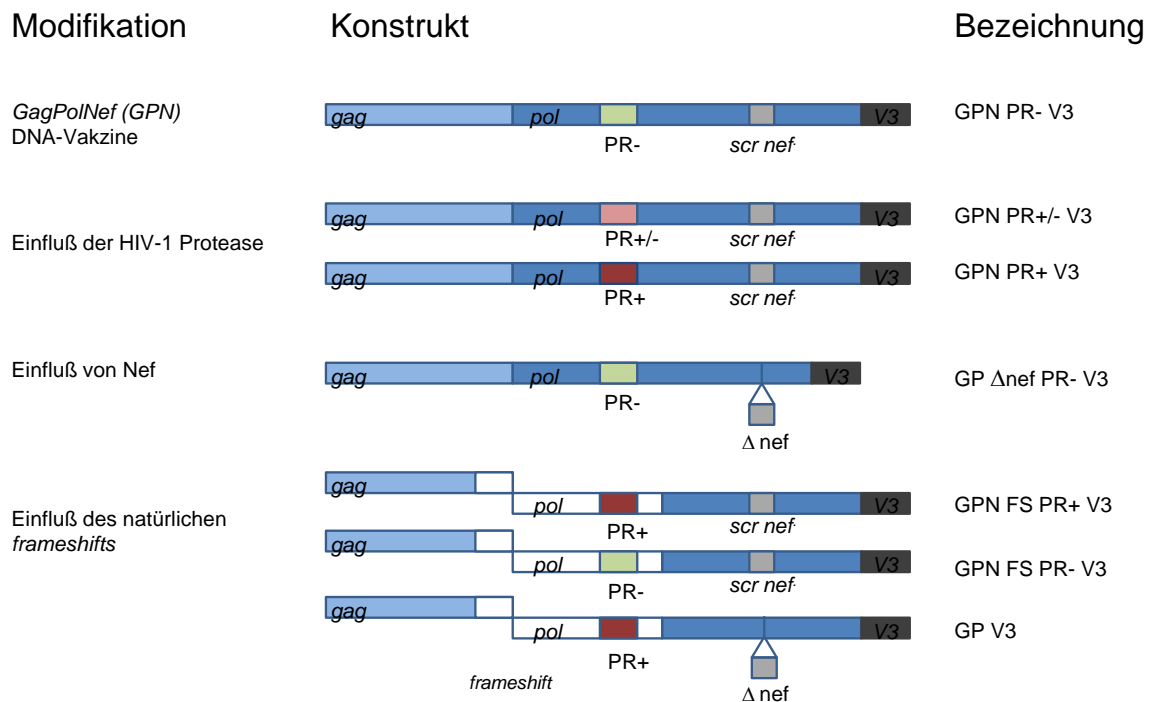 Modifikation Konstrukt Bezeichnung
GagPolNef (GPN)
DNA-Vakzine
gag pol V3 GPN PR- V3
PR- scr nef
gag pol V3 GPN PR+/- V3
Einfluß der HIV-1 Protease
PR+/- scr nef
gag pol V3 GPN PR+ V3
PR+ scr nef
Einfluß von Nef
gag pol V3 GP Δnef PR- V3
PR-
Δ nef
gag
pol V3 GPN FS PR+ V3
Einfluß des natürlichen
frameshifts
PR+ scr nef
gag
pol V3 GPN FS PR- V3
PR- scr nef
gag
pol V3 GP V3
PR+
frameshift
Δ nef